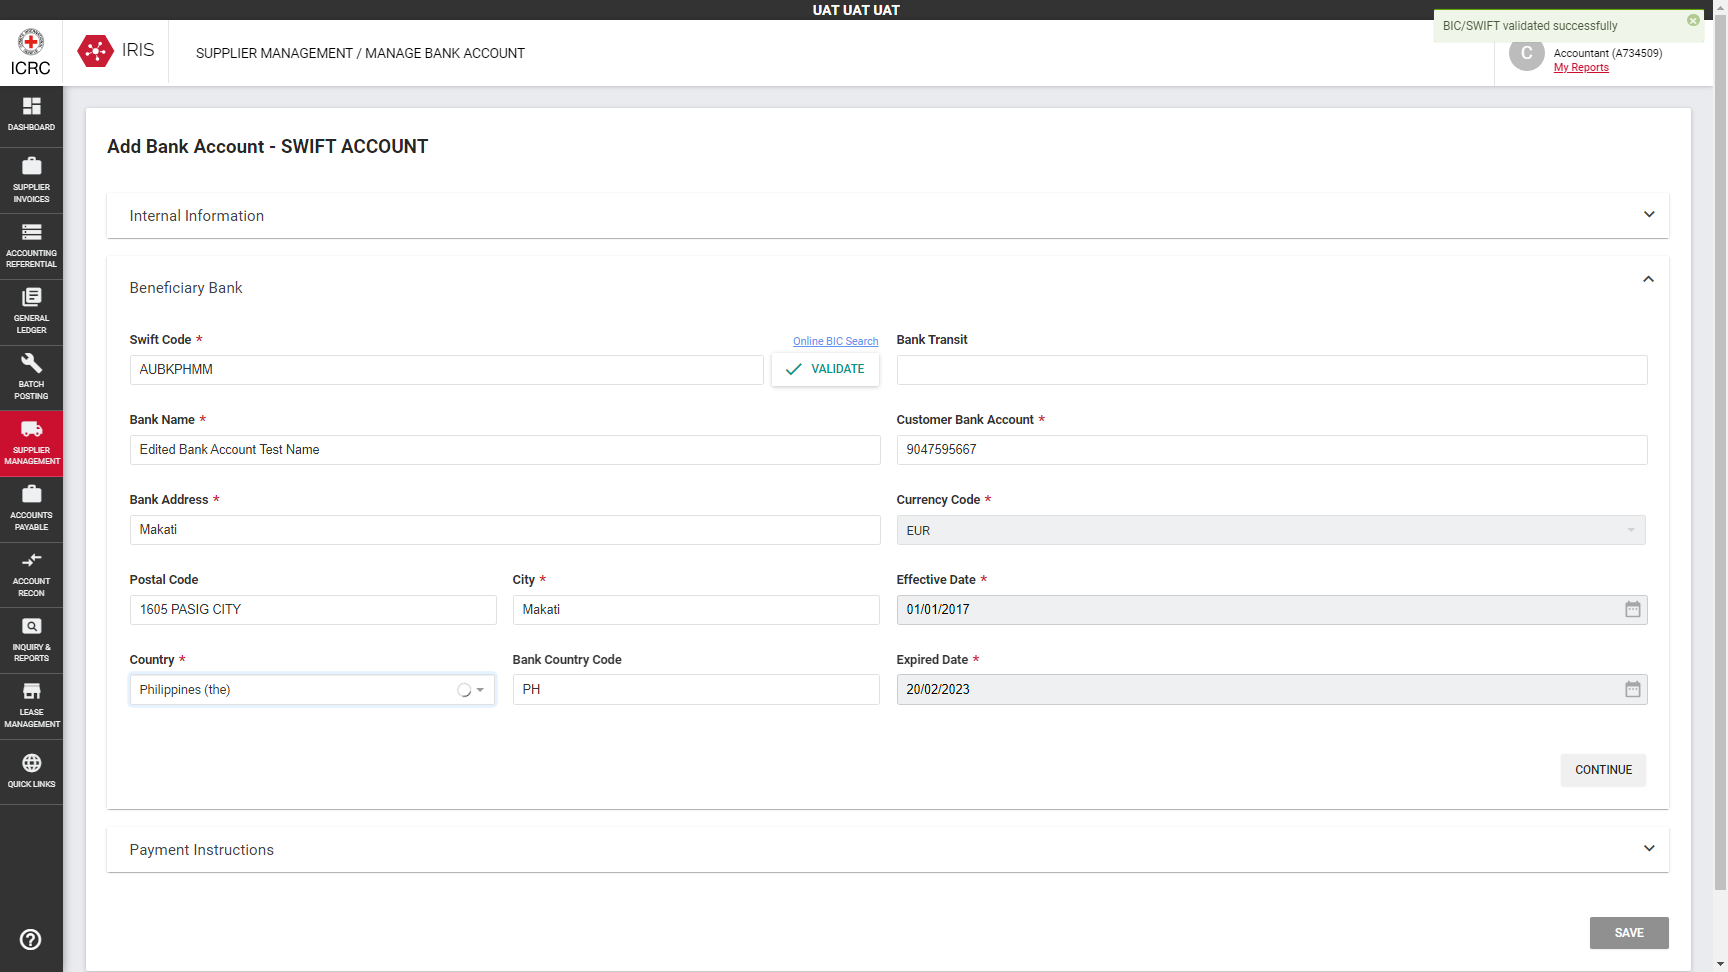 UAT UAT UAT
BIC/SWIFT validated successfully
ICRC
IRIS
SUPPLIER MANAGEMENT / MANAGE BANK ACCOUNT
C
Accountant (A734509)
My Reports
DASHBOARD
SUPPLIER
INVOICES
ACCOUNTING
REFERENTIAL
GENERAL
LEDGER
BATCH
POSTING
SUPPLIER
MANAGEMENT
ACCOUNTS
PAYABLE
ACCOUNT
RECON
INQUIRY &
REPORTS
LEASE
MANAGEMENT
QUICK LINKS
Add Bank Account - SWIFT ACCOUNT
Internal Information
Beneficiary Bank
Swift Code *
Online BIC Search
AUBKPHMM
VALIDATE
Bank Transit
Bank Name *
Edited Bank Account Test Name
Customer Bank Account *
9047595667
Bank Address *
Makati
Currency Code *
EUR
Postal Code
1605 PASIG CITY
City *
Makati
Effective Date *
01/01/2017
Country *
Philippines (the)
Bank Country Code
PH
Expired Date *
20/02/2023
CONTINUE
Payment Instructions
SAVE